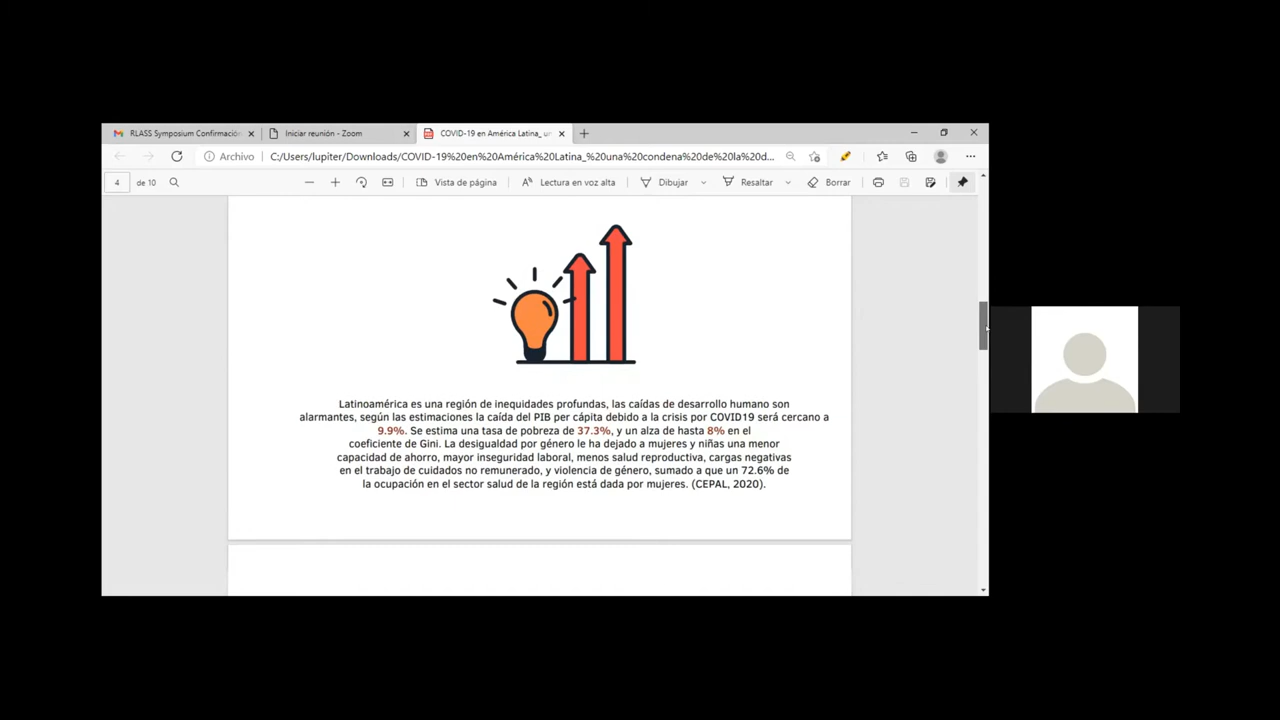 RLASS Symposium Confirmación
Iniciar reunión - Zoom
COVID-19 en América Latina_ un
Archivo
C:/Users/lupiter/Downloads/COVID-19%20en%20América%20Latina_%20una%20condena%20de%20la%20d...
4
de 10
Vista de página
Lectura en voz alta
Dibujar
Resaltar
Borrar
Latinoamérica es una región de inequidades profundas, las caídas de desarrollo humano son
alarmantes, según las estimaciones la caída del PIB per cápita debido a la crisis por COVID19 será cercano a
9.9%. Se estima una tasa de pobreza de 37.3%, y un alza de hasta 8% en el
coeficiente de Gini. La desigualdad por género le ha dejado a mujeres y niñas una menor
capacidad de ahorro, mayor inseguridad laboral, menos salud reproductiva, cargas negativas
en el trabajo de cuidados no remunerado, y violencia de género, sumado a que un 72.6% de
la ocupación en el sector salud de la región está dada por mujeres. (CEPAL, 2020).